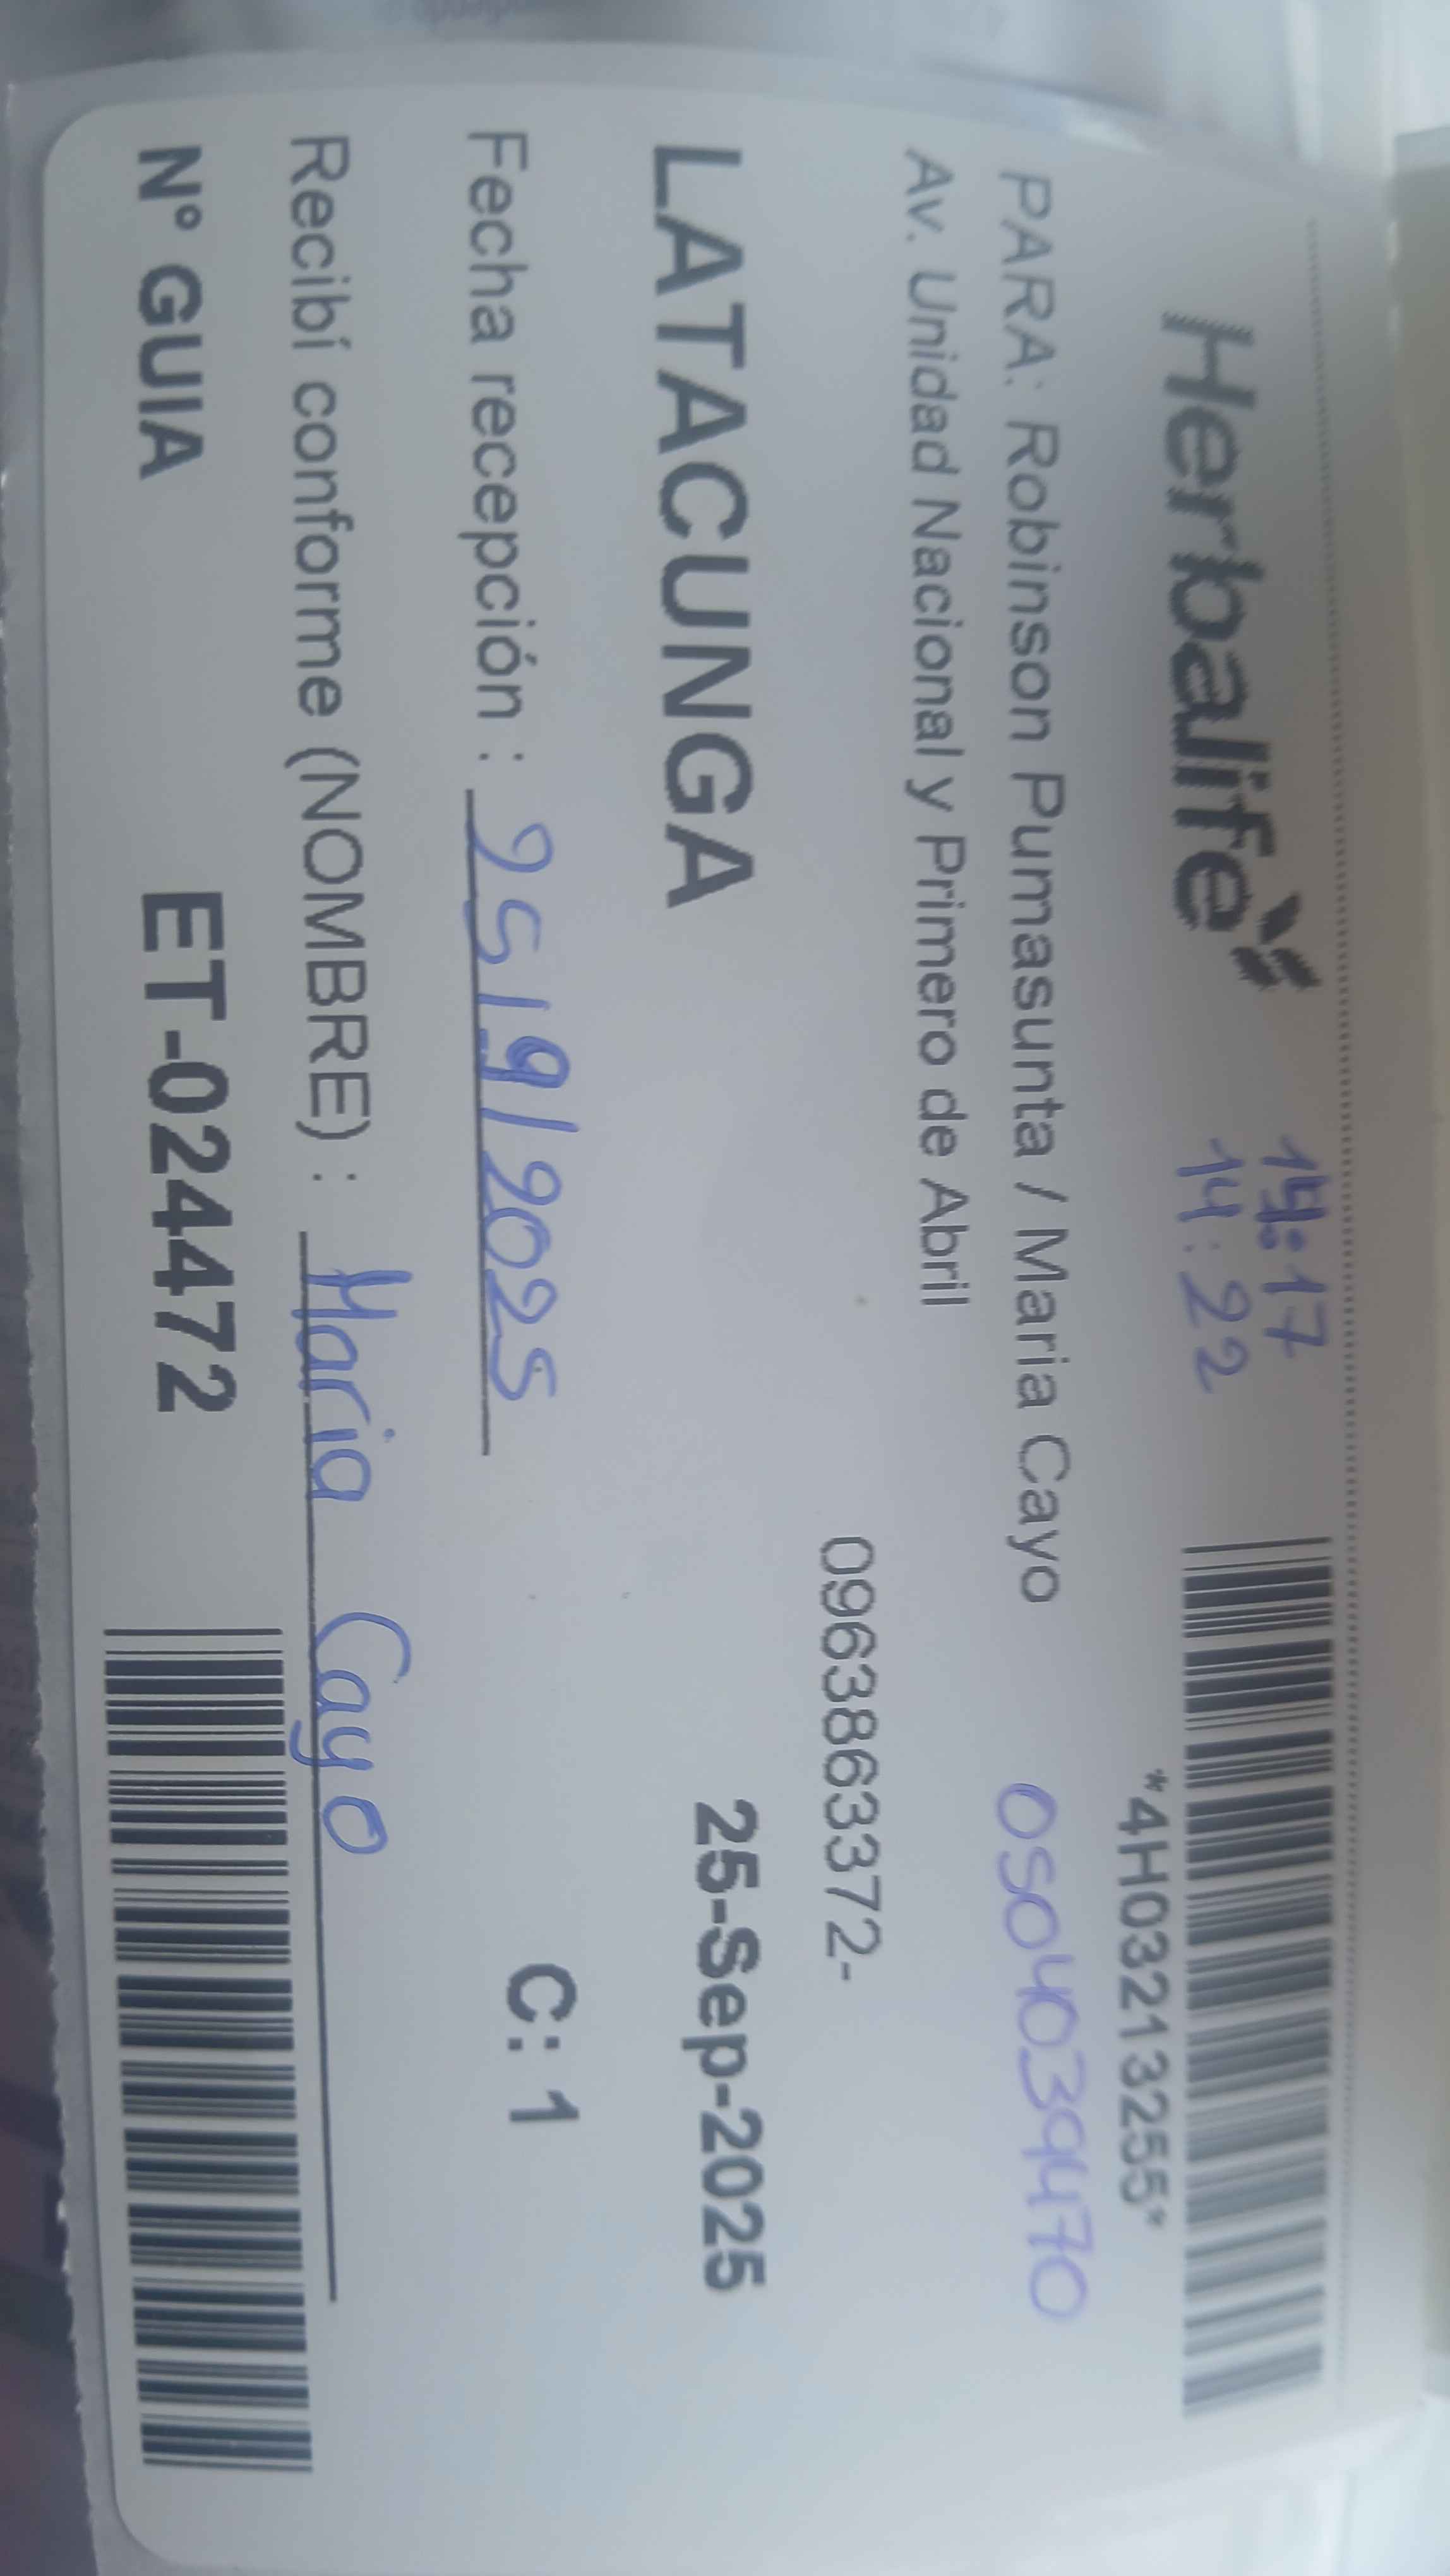 Herbalife
14:17
14:22
*4H03213255*
PARA: Robinson Pumasunta / Maria Cayo 0504039470
Av. Unidad Nacional y Primero de Abril
0963863372-
LATACUNGA 25-Sep-2025
Fecha recepción : 25/9/2025 C: 1
Recibí conforme (NOMBRE) : Maria Cayo
N° GUIA ET-024472